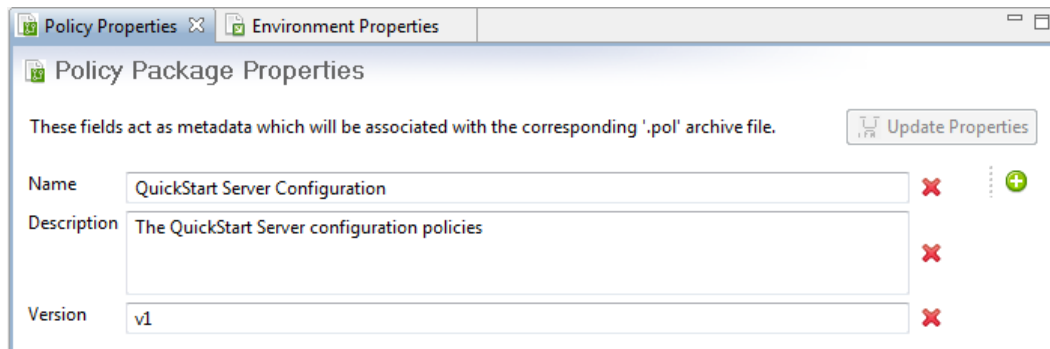 Policy Properties
Environment Properties
Policy Package Properties
These fields act as metadata which will be associated with the corresponding '.pol' archive file.
Update Properties
Name
QuickStart Server Configuration
Description
The QuickStart Server configuration policies
Version
v1